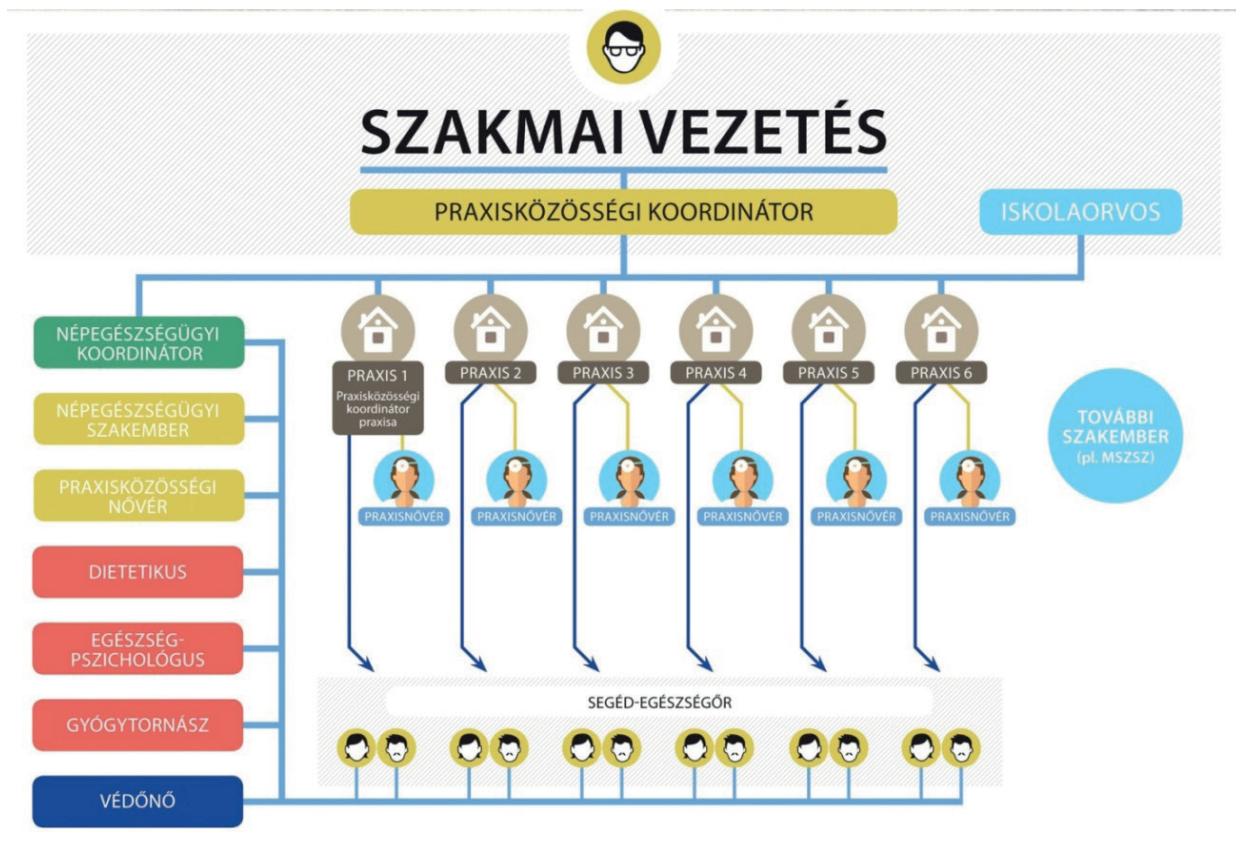 SZAKMAI VEZETÉS
PRAXISKÖZÖSSÉGI KOORDINÁTOR
ISKOLAORVOS
NÉPEGÉSZSÉGÜGYI
KOORDINÁTOR
NÉPEGÉSZSÉGÜGYI
SZAKEMBER
PRAXISKÖZÖSSÉGI
NŐVÉR
DIETETIKUS
EGÉSZSÉG-
PSZICHOLÓGUS
GYÓGYTORNÁSZ
VÉDŐNŐ
PRAXIS 1
Praxisközösségi
koordinátor
praxisa
PRAXIS 2
PRAXIS 3
PRAXIS 4
PRAXIS 5
PRAXIS 6
PRAXISNŐVÉR
PRAXISNŐVÉR
PRAXISNŐVÉR
PRAXISNŐVÉR
PRAXISNŐVÉR
PRAXISNŐVÉR
TOVÁBBI
SZAKEMBER
(pl. MSZSZ)
SEGÉD-EGÉSZSÉGŐR